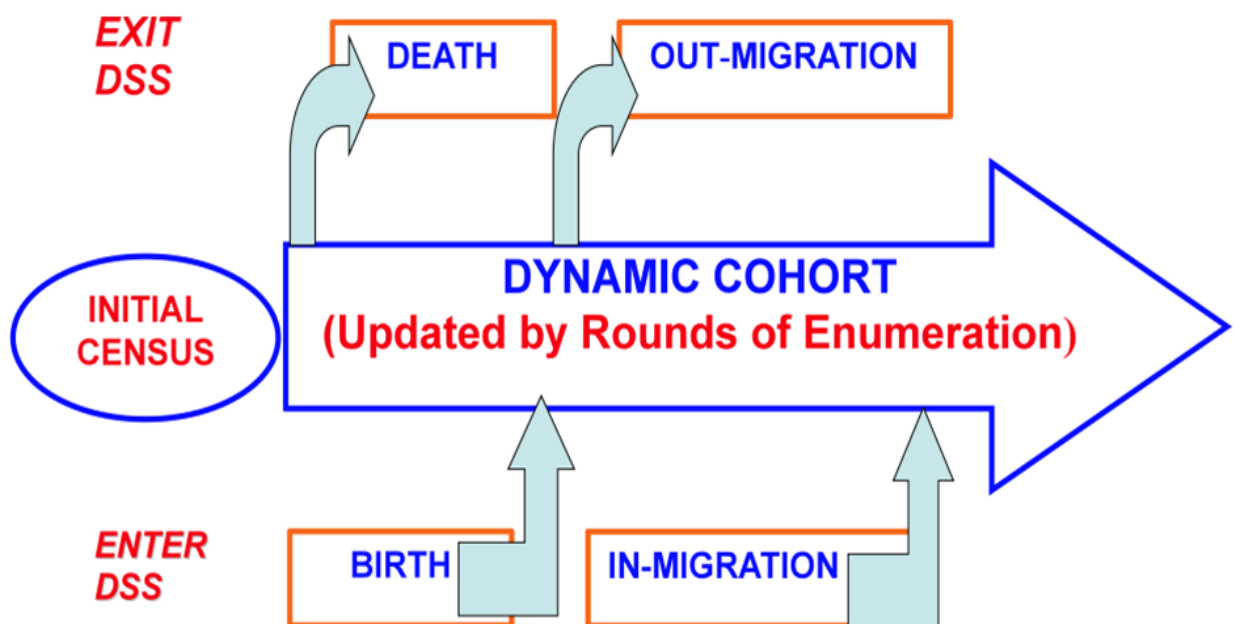 EXIT
DSS
DEATH
OUT-MIGRATION
INITIAL
CENSUS
DYNAMIC COHORT
(Updated by Rounds of Enumeration)
ENTER
DSS
BIRTH
IN-MIGRATION